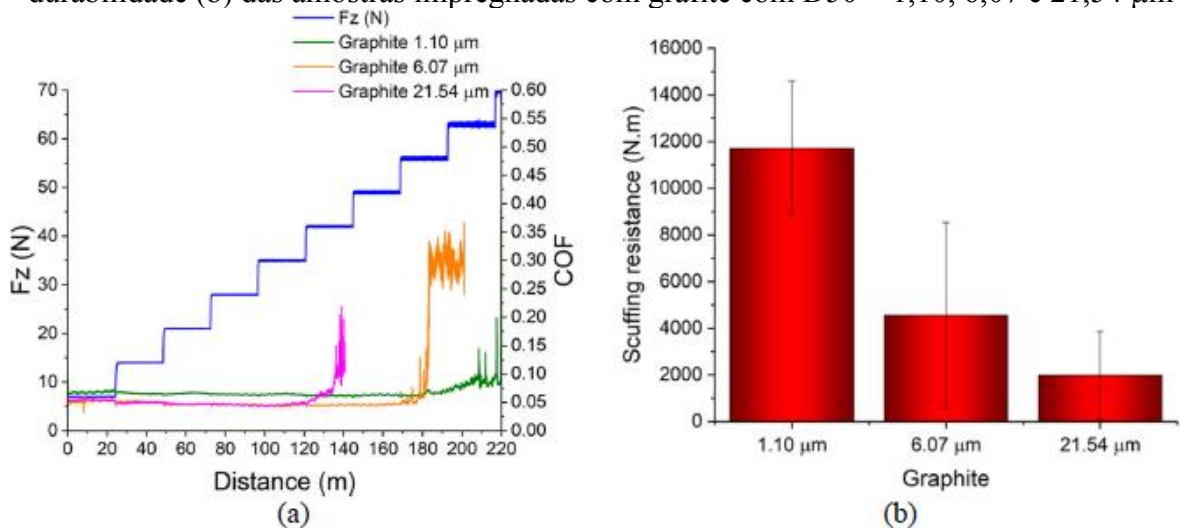 durabilidade (b) das amostras impregnadas com grafite com D50 = 1,10; 6,07 e 21,54 µm
Fz (N)
Graphite 1.10 µm
Graphite 6.07 µm
Graphite 21.54 µm
70
60
50
40
30
20
10
0
Fz (N)
0.60
0.55
0.50
0.45
0.40
0.35
0.30
0.25
0.20
0.15
0.10
0.05
0.00
COF
0 20 40 60 80 100 120 140 160 180 200 220
Distance (m)
(a)
16000
14000
12000
10000
8000
6000
4000
2000
0
Scuffing resistance (N.m)
1.10 µm 6.07 µm 21.54 µm
Graphite
(b)